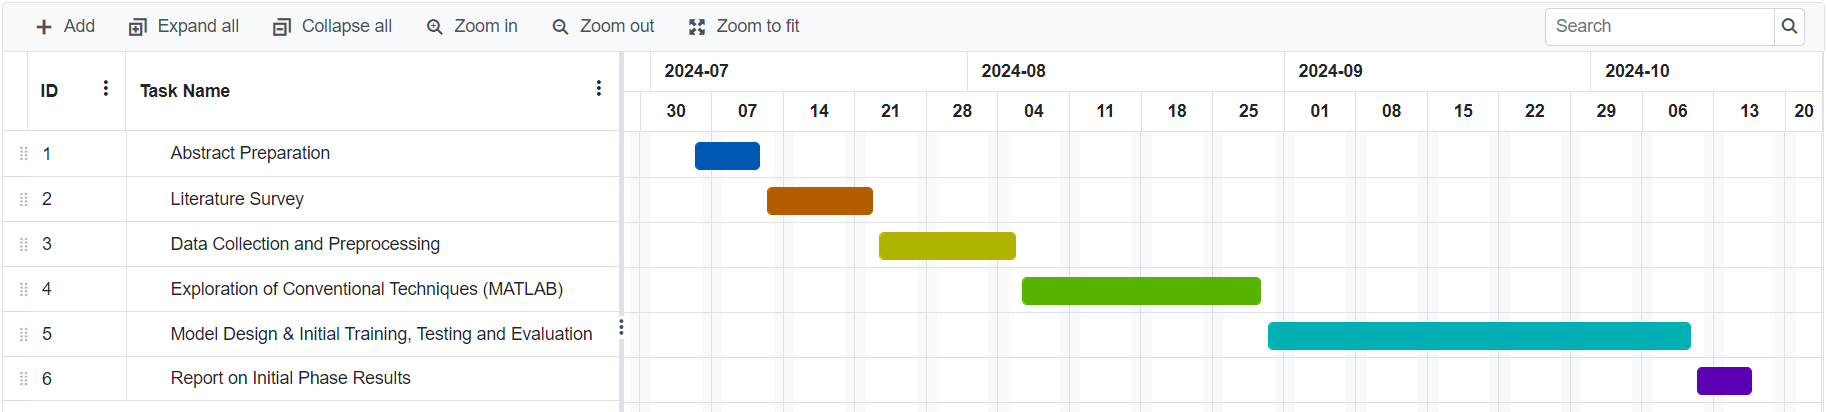 Add Expand all Collapse all Zoom in Zoom out Zoom to fit Search
ID Task Name
2024-07 2024-08 2024-09 2024-10
30 07 14 21 28 04 11 18 25 01 08 15 22 29 06 13 20
1 Abstract Preparation
2 Literature Survey
3 Data Collection and Preprocessing
4 Exploration of Conventional Techniques (MATLAB)
5 Model Design & Initial Training, Testing and Evaluation
6 Report on Initial Phase Results